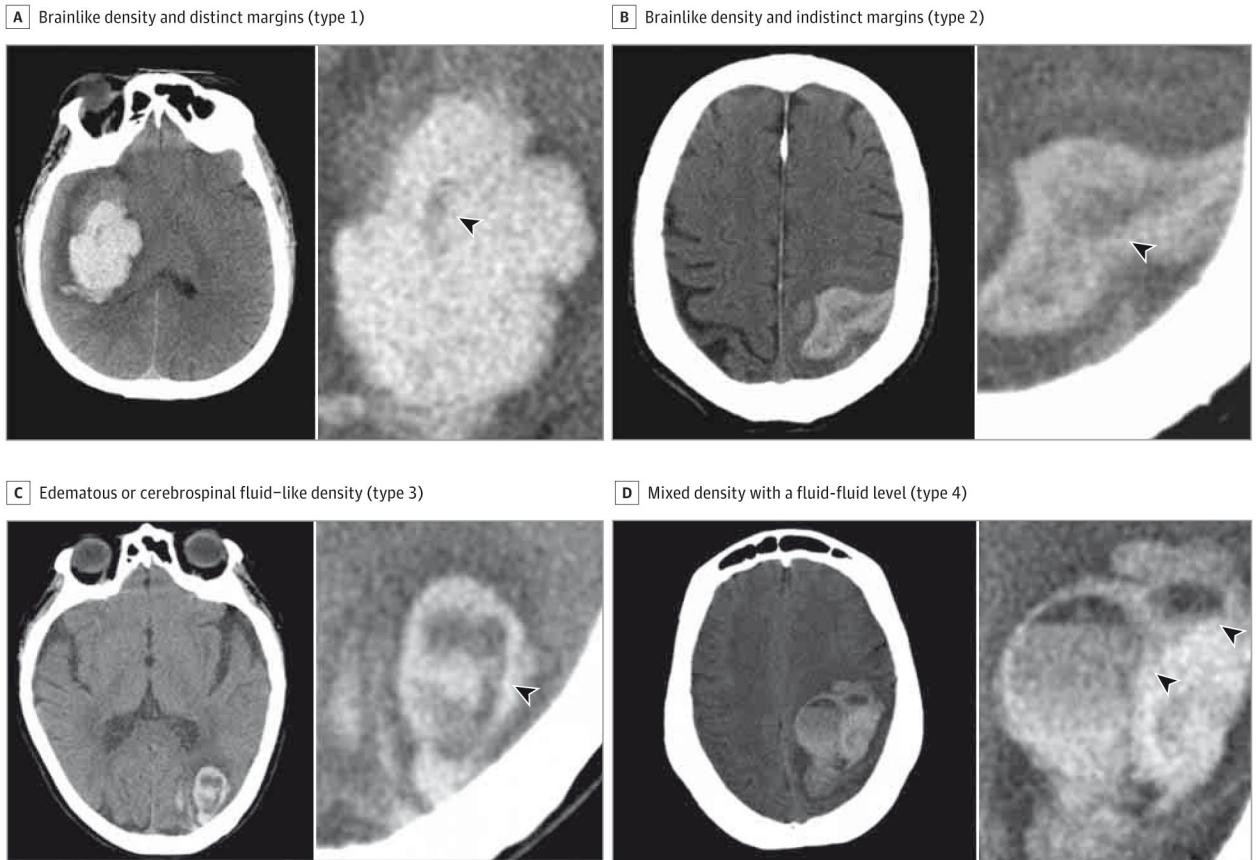 A Brainlike density and distinct margins (type 1)
B Brainlike density and indistinct margins (type 2)
C Edematous or cerebrospinal fluid–like density (type 3)
D Mixed density with a fluid-fluid level (type 4)